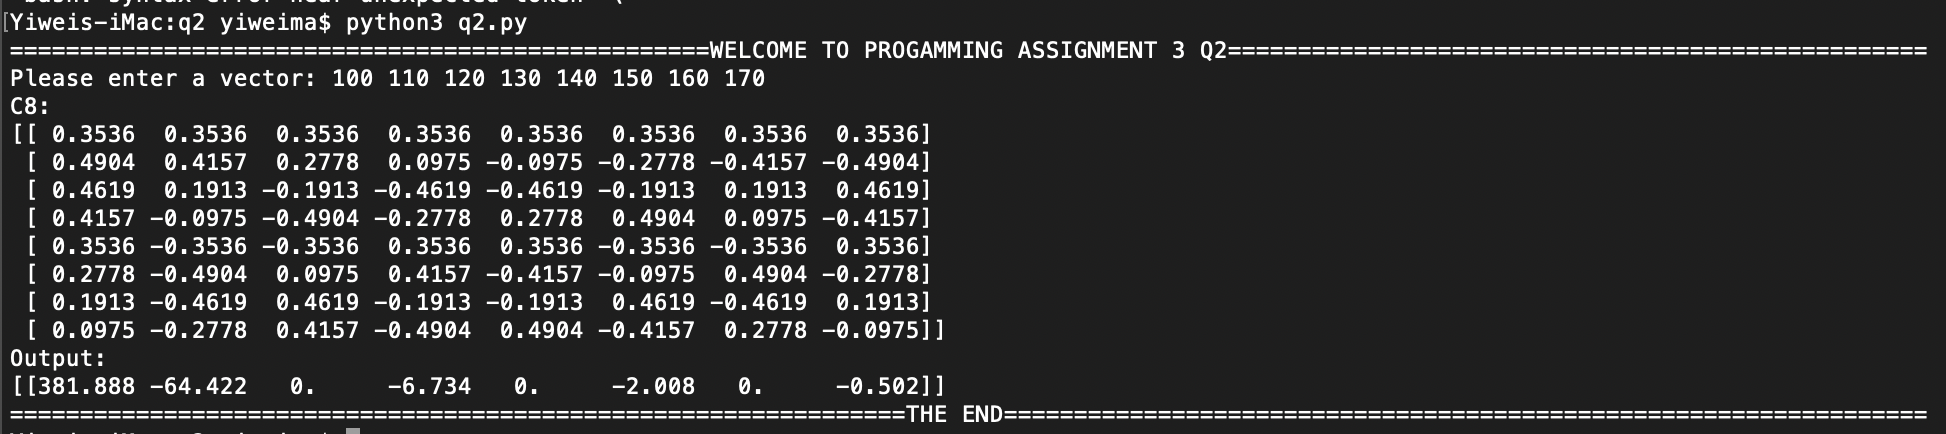 bash: syntax error near unexpected token `(
[Yiweis-iMac:q2 yiweima$ python3 q2.py
==================================================WELCOME TO PROGAMMING ASSIGNMENT 3 Q2==================================================
Please enter a vector: 100 110 120 130 140 150 160 170
C8:
[[ 0.3536  0.3536  0.3536  0.3536  0.3536  0.3536  0.3536  0.3536]
 [ 0.4904  0.4157  0.2778  0.0975 -0.0975 -0.2778 -0.4157 -0.4904]
 [ 0.4619  0.1913 -0.1913 -0.4619 -0.4619 -0.1913  0.1913  0.4619]
 [ 0.4157 -0.0975 -0.4904 -0.2778  0.2778  0.4904  0.0975 -0.4157]
 [ 0.3536 -0.3536 -0.3536  0.3536  0.3536 -0.3536 -0.3536  0.3536]
 [ 0.2778 -0.4904  0.0975  0.4157 -0.4157 -0.0975  0.4904 -0.2778]
 [ 0.1913 -0.4619  0.4619 -0.1913 -0.1913  0.4619 -0.4619  0.1913]
 [ 0.0975 -0.2778  0.4157 -0.4904  0.4904 -0.4157  0.2778 -0.0975]]
Output:
[[381.888 -64.422   0.     -6.734   0.     -2.008   0.     -0.502]]
================================================================THE END==================================================================